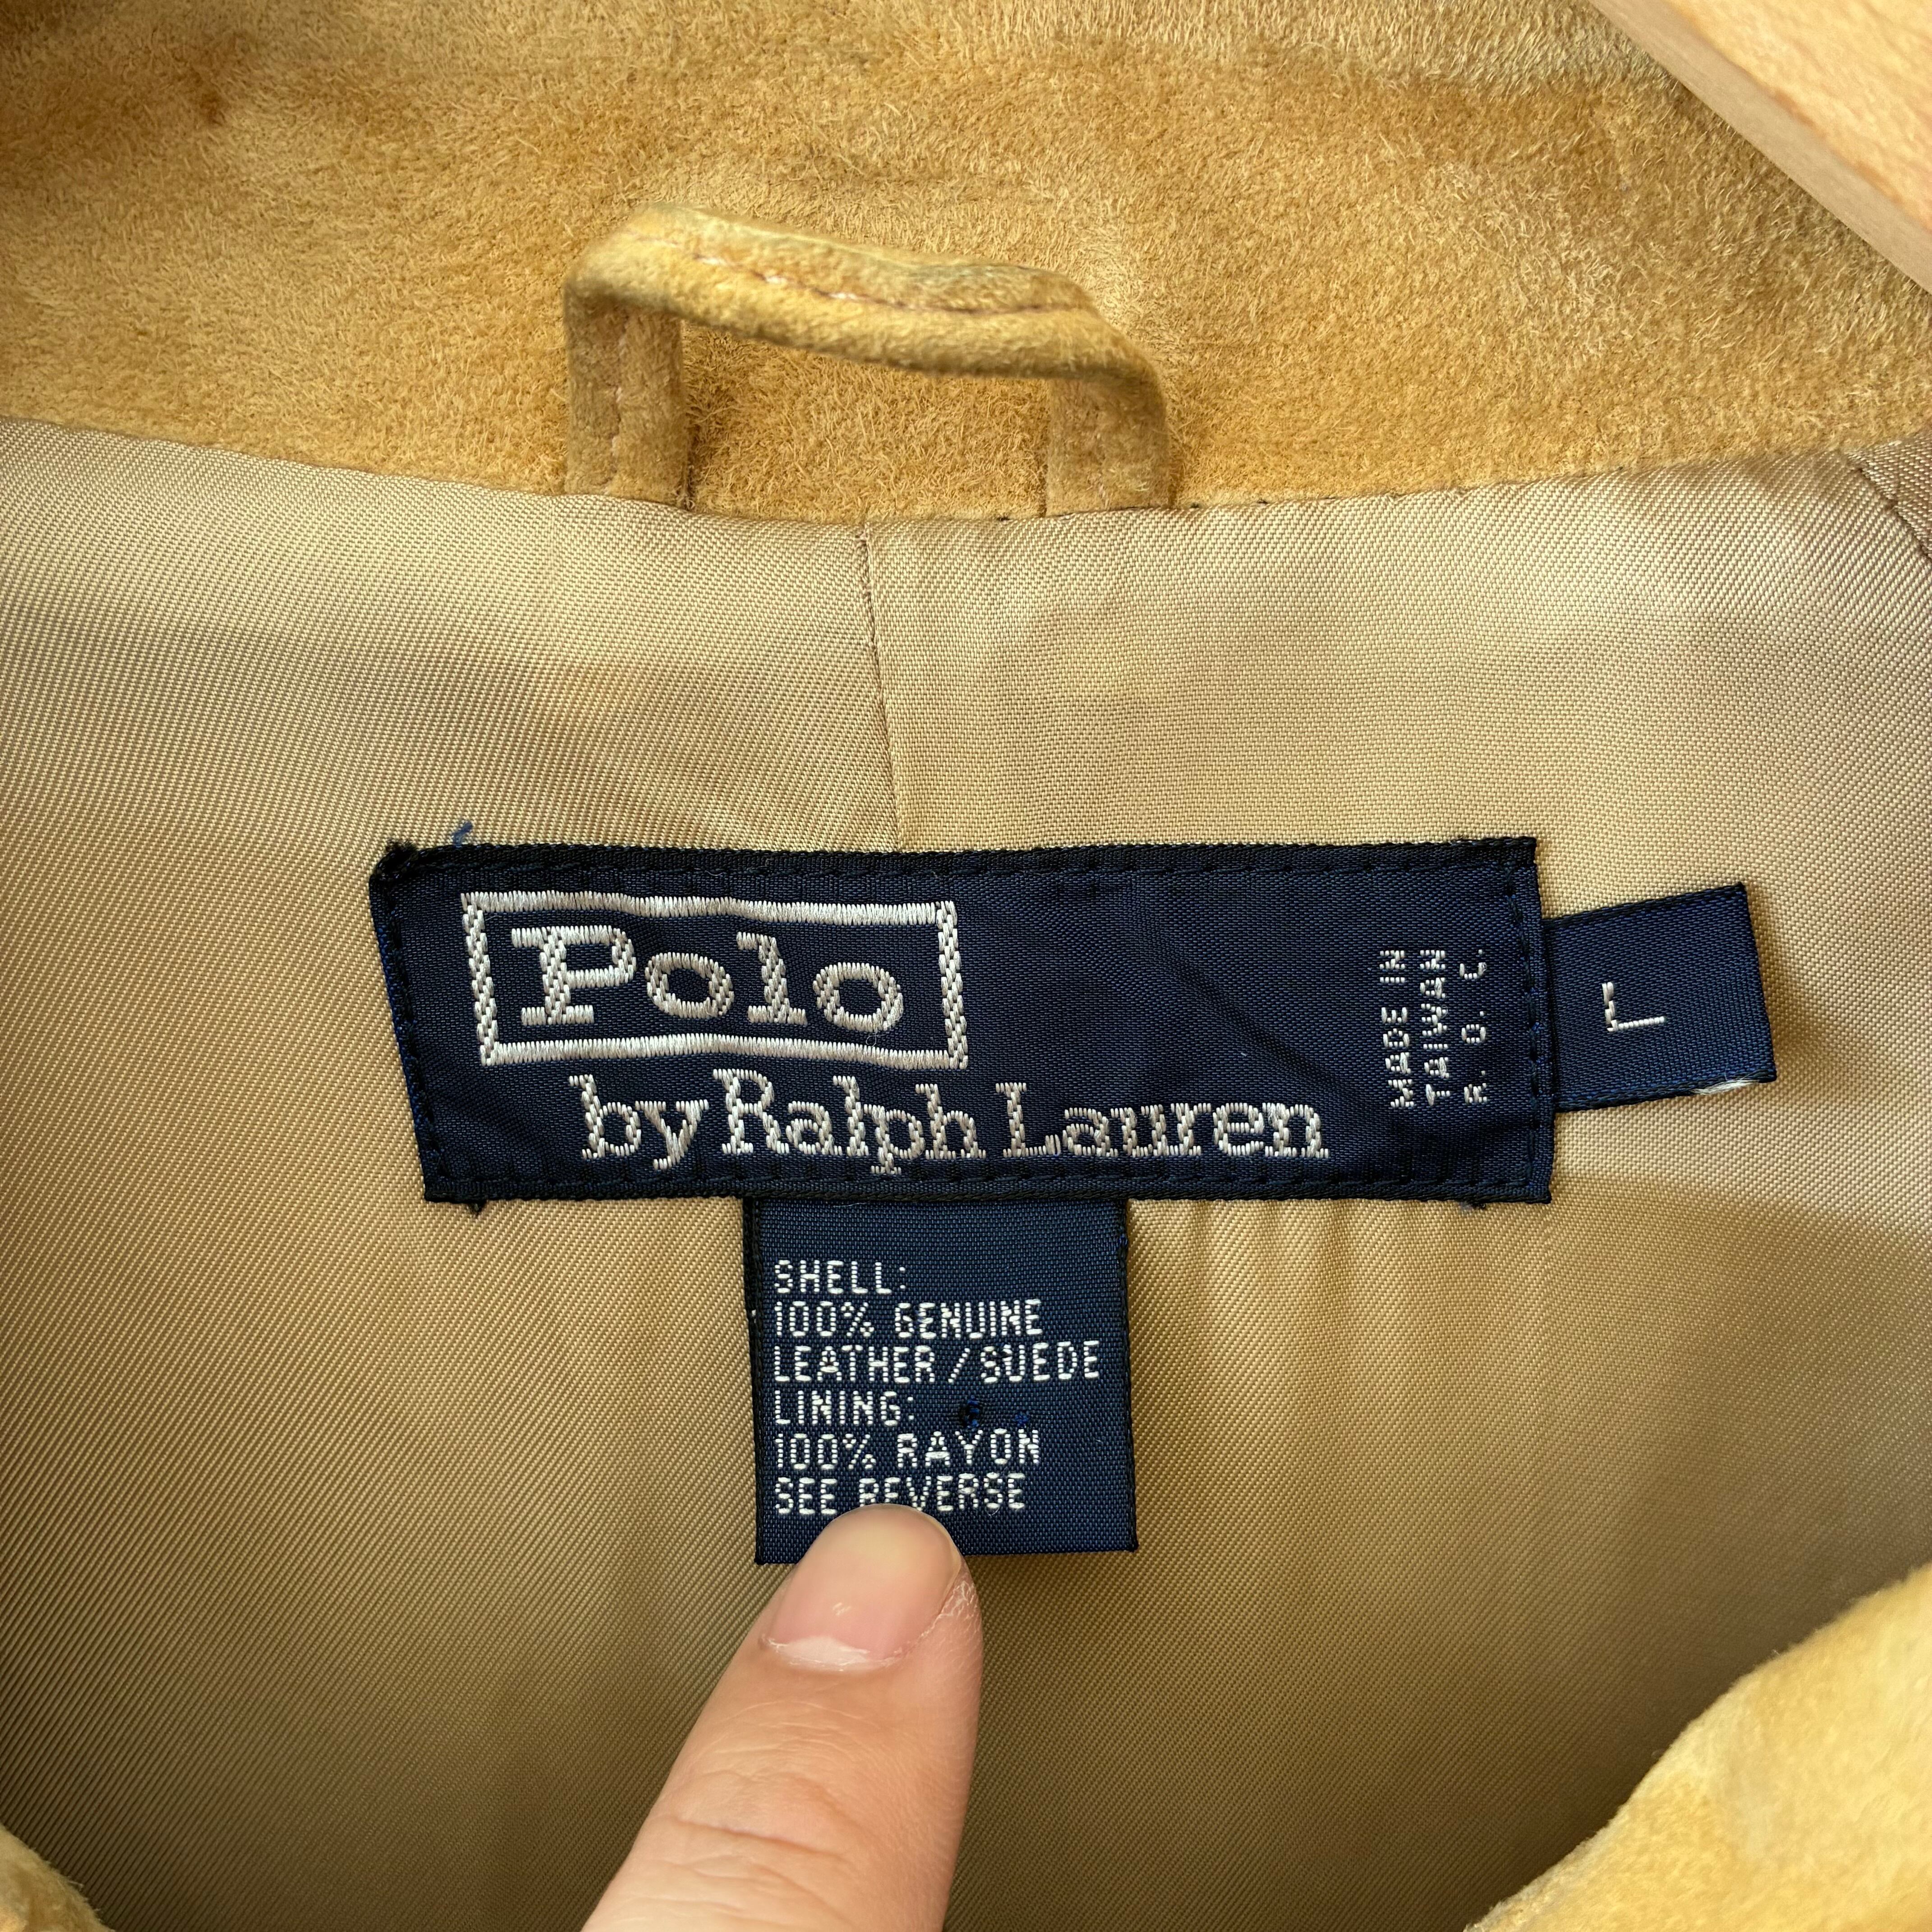 Polo
by Ralph Lauren
MADE IN
TAIWAN
R. O. C.
L
SHELL:
100% GENUINE
LEATHER/SUEDE
LINING:
100% RAYON
SEE REVERSE